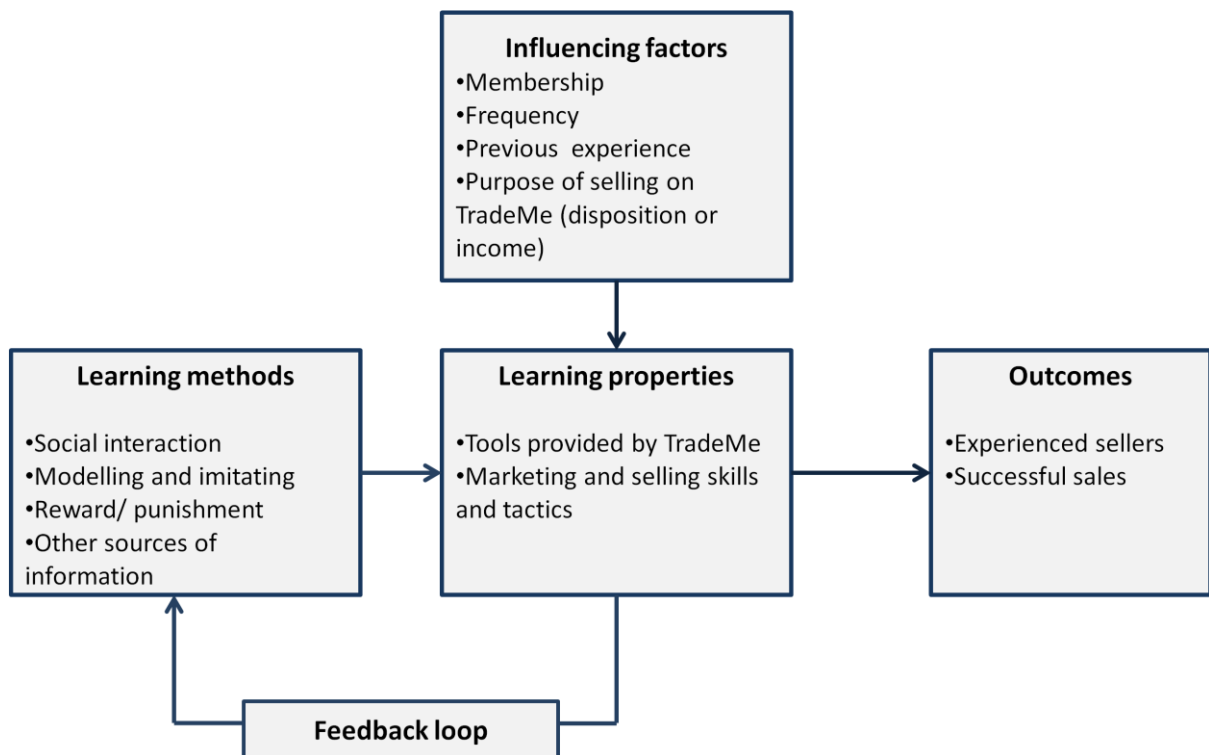 Influencing factors
•Membership
•Frequency
•Previous  experience
•Purpose of selling on
TradeMe (disposition or
income)
Learning methods
•Social interaction
•Modelling and imitating
•Reward/ punishment
•Other sources of
information
Learning properties
•Tools provided by TradeMe
•Marketing and selling skills
and tactics
Outcomes
•Experienced sellers
•Successful sales
Feedback loop